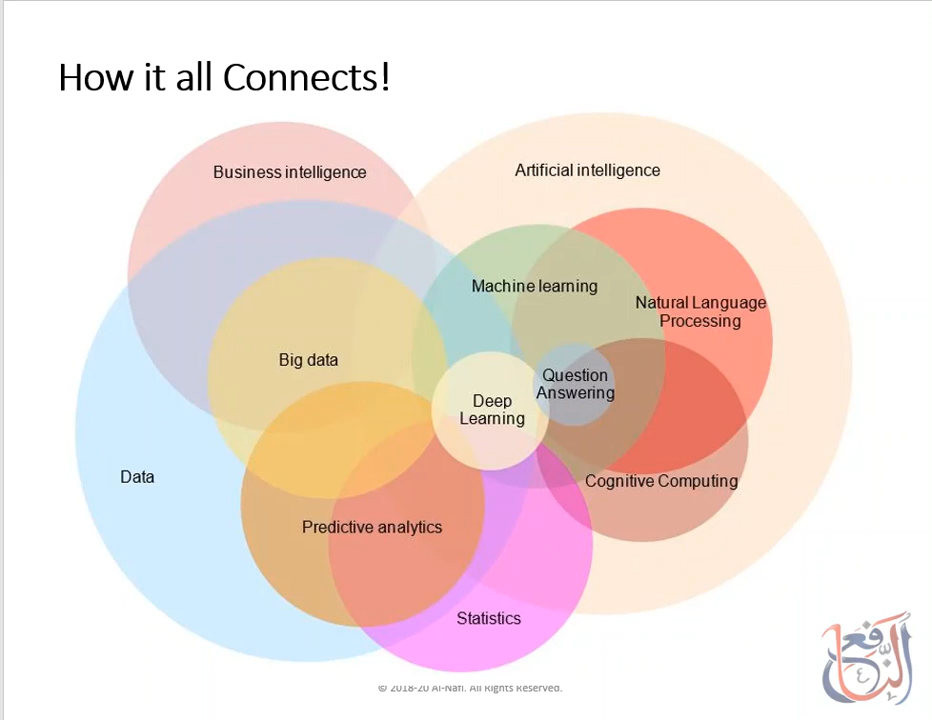 How it all Connects!
Business intelligence
Artificial intelligence
Machine learning
Natural Language
Processing
Big data
Question
Answering
Deep
Learning
Data
Cognitive Computing
Predictive analytics
Statistics
© 2018-20 Al-Nafi. All Rights Reserved.
النافع